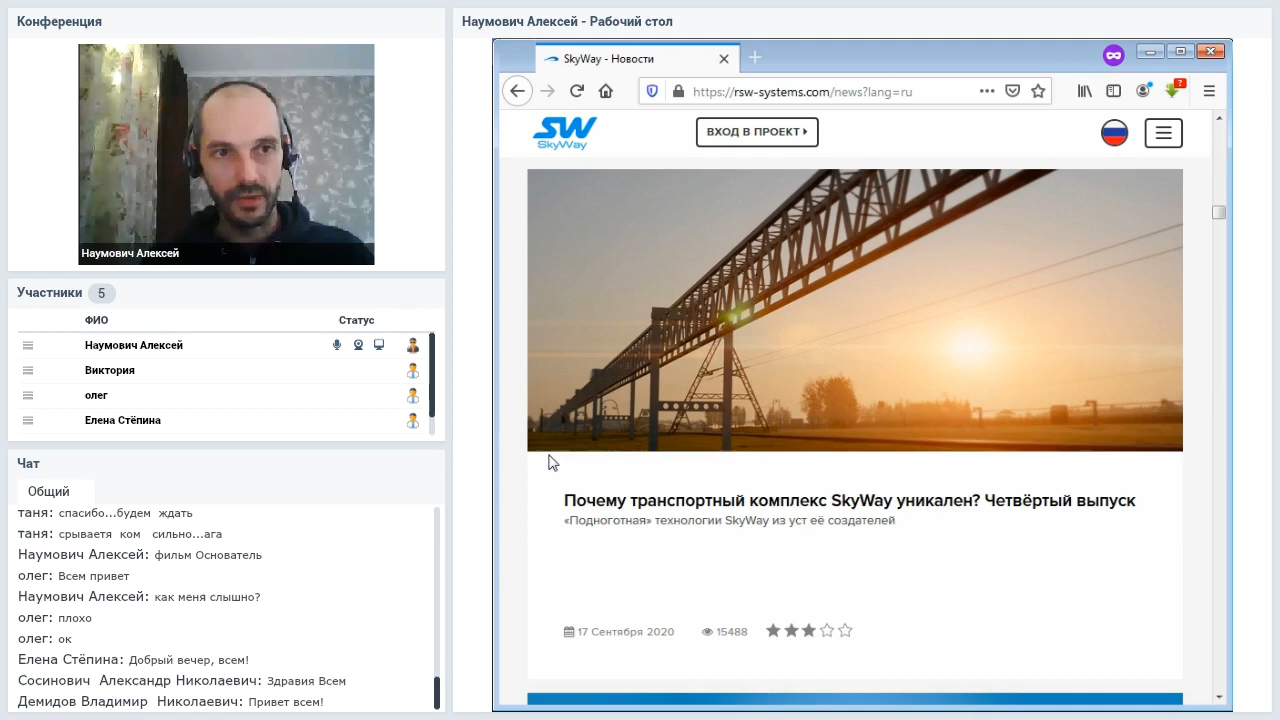 Конференция
Наумович Алексей
Участники 5
ФИО Статус
Наумович Алексей
Виктория
олег
Елена Стёпина
Чат
Общий
таня: спасибо...будем ждать
таня: срываетя ком сильно...ага
Наумович Алексей: фильм Основатель
олег: Всем привет
Наумович Алексей: как меня слышно?
олег: плохо
олег: ок
Елена Стёпина: Добрый вечер, всем!
Сосинович Александр Николаевич: Здравия Всем
Демидов Владимир Николаевич: Привет всем!
Наумович Алексей - Рабочий стол
SkyWay - Новости
https://rsw-systems.com/news?lang=ru
?
SW
SkyWay
ВХОД В ПРОЕКТ
Почему транспортный комплекс SkyWay уникален? Четвёртый выпуск
«Подноготная» технологии SkyWay из уст её создателей
17 Сентября 2020 15488